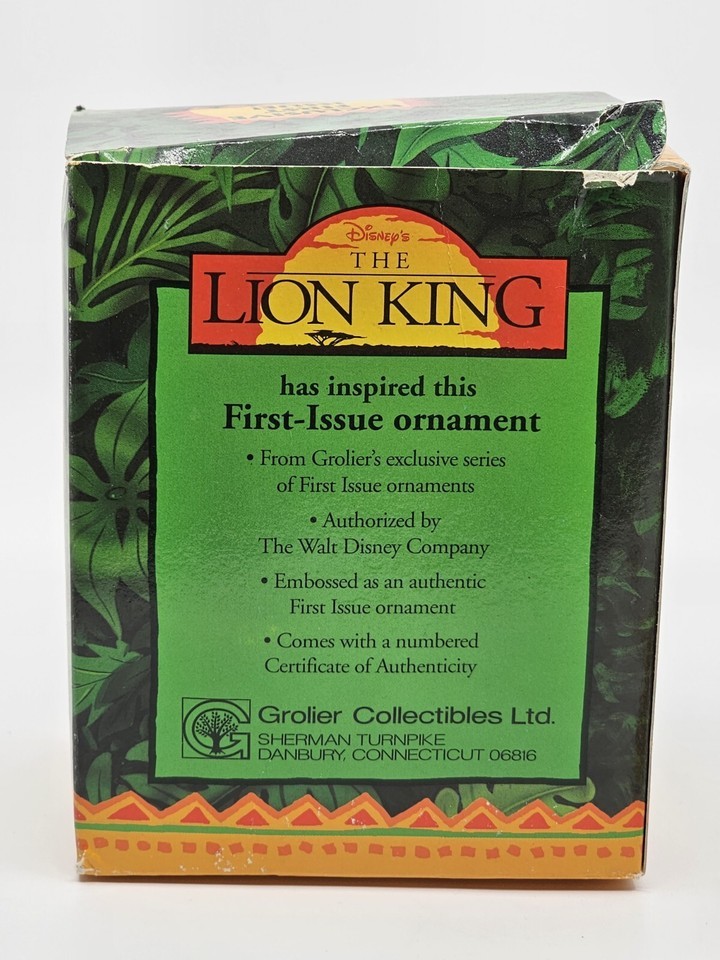 Disney's
THE
LION KING
has inspired this
First-Issue ornament
• From Grolier's exclusive series
of First Issue ornaments
• Authorized by
The Walt Disney Company
• Embossed as an authentic
First Issue ornament
• Comes with a numbered
Certificate of Authenticity
G
Grolier Collectibles Ltd.
SHERMAN TURNPIKE
DANBURY, CONNECTICUT 06816